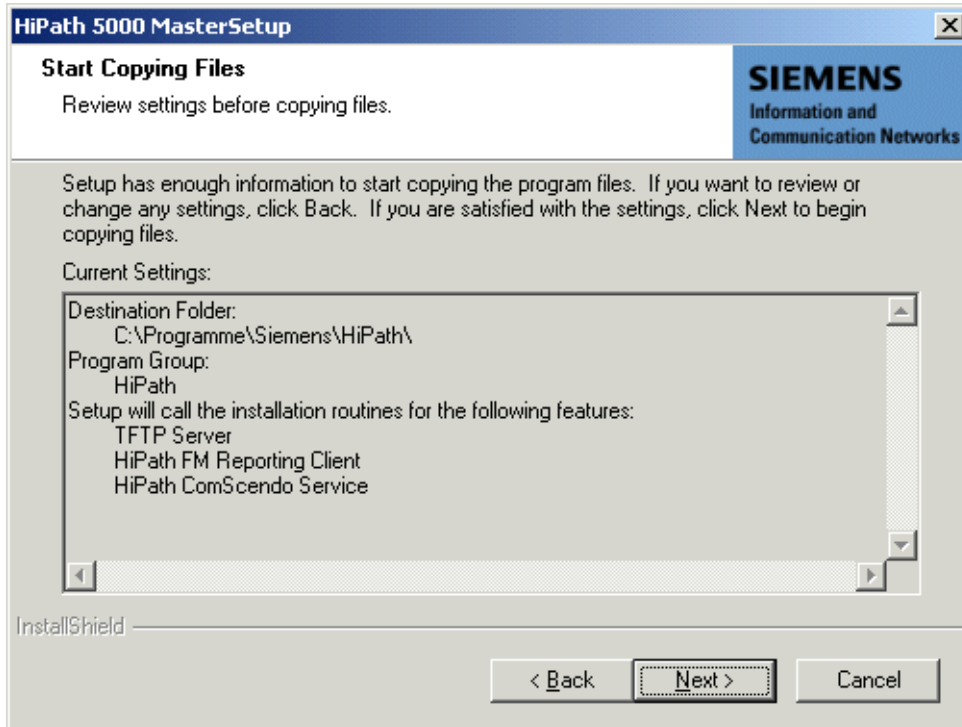 HiPath 5000 MasterSetup
Start Copying Files
Review settings before copying files.
SIEMENS
Information and
Communication Networks
Setup has enough information to start copying the program files.  If you want to review or
change any settings, click Back.  If you are satisfied with the settings, click Next to begin
copying files.
Current Settings:
Destination Folder:
C:\Programme\Siemens\HiPath\
Program Group:
HiPath
Setup will call the installation routines for the following features:
TFTP Server
HiPath FM Reporting Client
HiPath ComScendo Service
InstallShield
< Back
Next >
Cancel